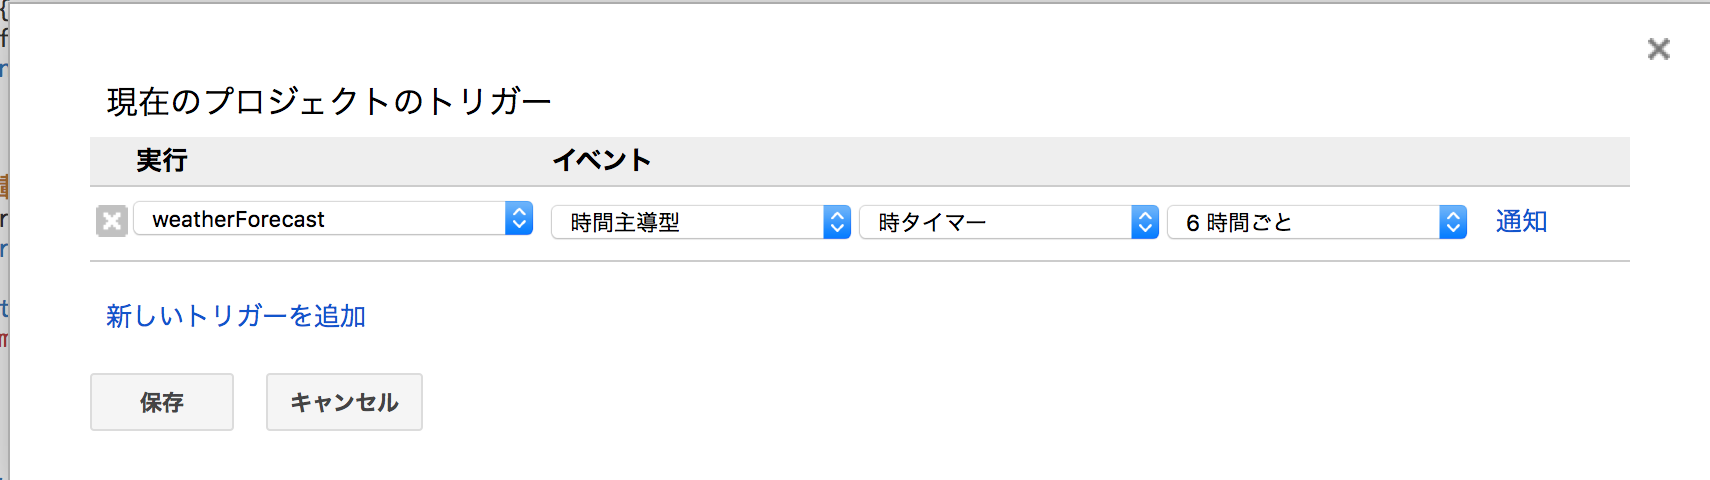 現在のプロジェクトのトリガー
実行 イベント
weatherForecast 時間主導型 時タイマー 6 時間ごと 通知
新しいトリガーを追加
保存 キャンセル